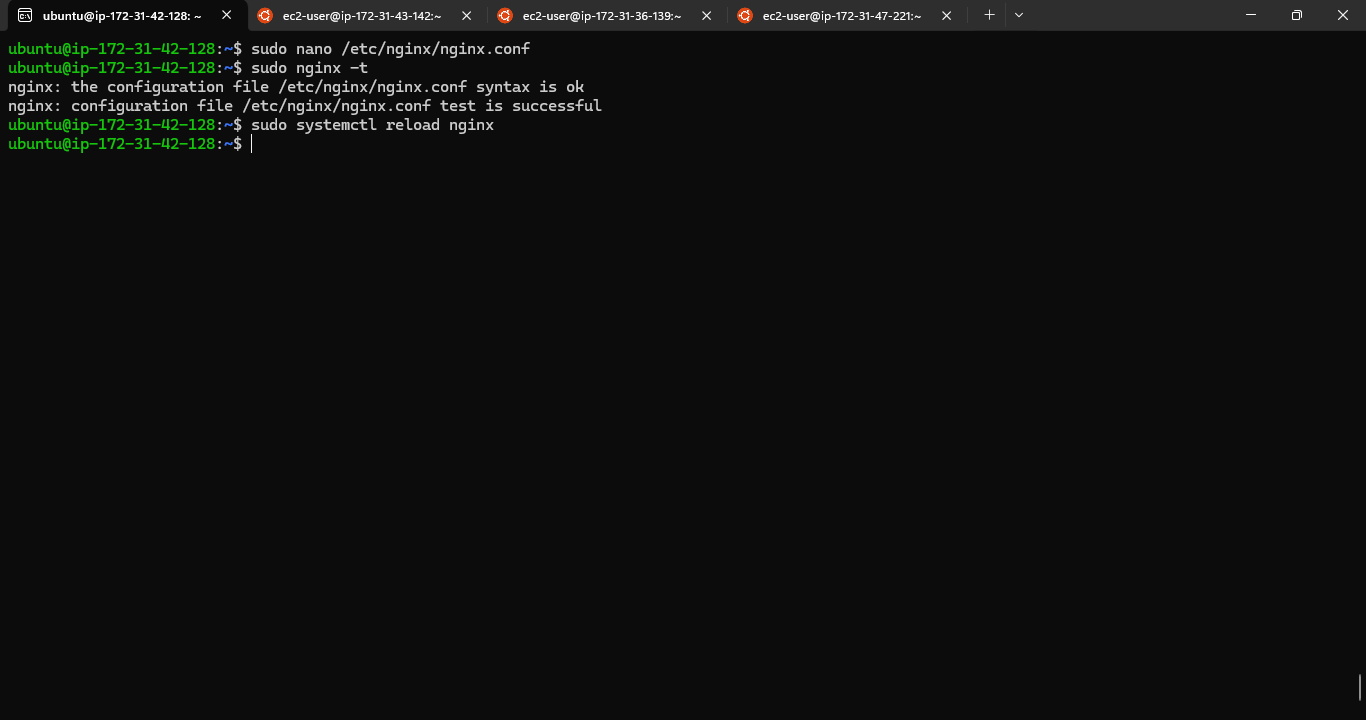 ubuntu@ip-172-31-42-128: ~
ec2-user@ip-172-31-43-142:~
ec2-user@ip-172-31-36-139:~
ec2-user@ip-172-31-47-221:~
ubuntu@ip-172-31-42-128:~$ sudo nano /etc/nginx/nginx.conf
ubuntu@ip-172-31-42-128:~$ sudo nginx -t
nginx: the configuration file /etc/nginx/nginx.conf syntax is ok
nginx: configuration file /etc/nginx/nginx.conf test is successful
ubuntu@ip-172-31-42-128:~$ sudo systemctl reload nginx
ubuntu@ip-172-31-42-128:~$